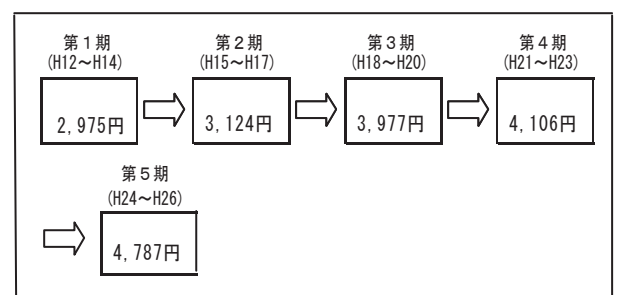 第１期 第２期 第３期 第４期
(H12～H14) (H15～H17) (H18～H20) (H21～H23)
2,975円 3,124円 3,977円 4,106円
第５期
(H24～H26)
4,787円